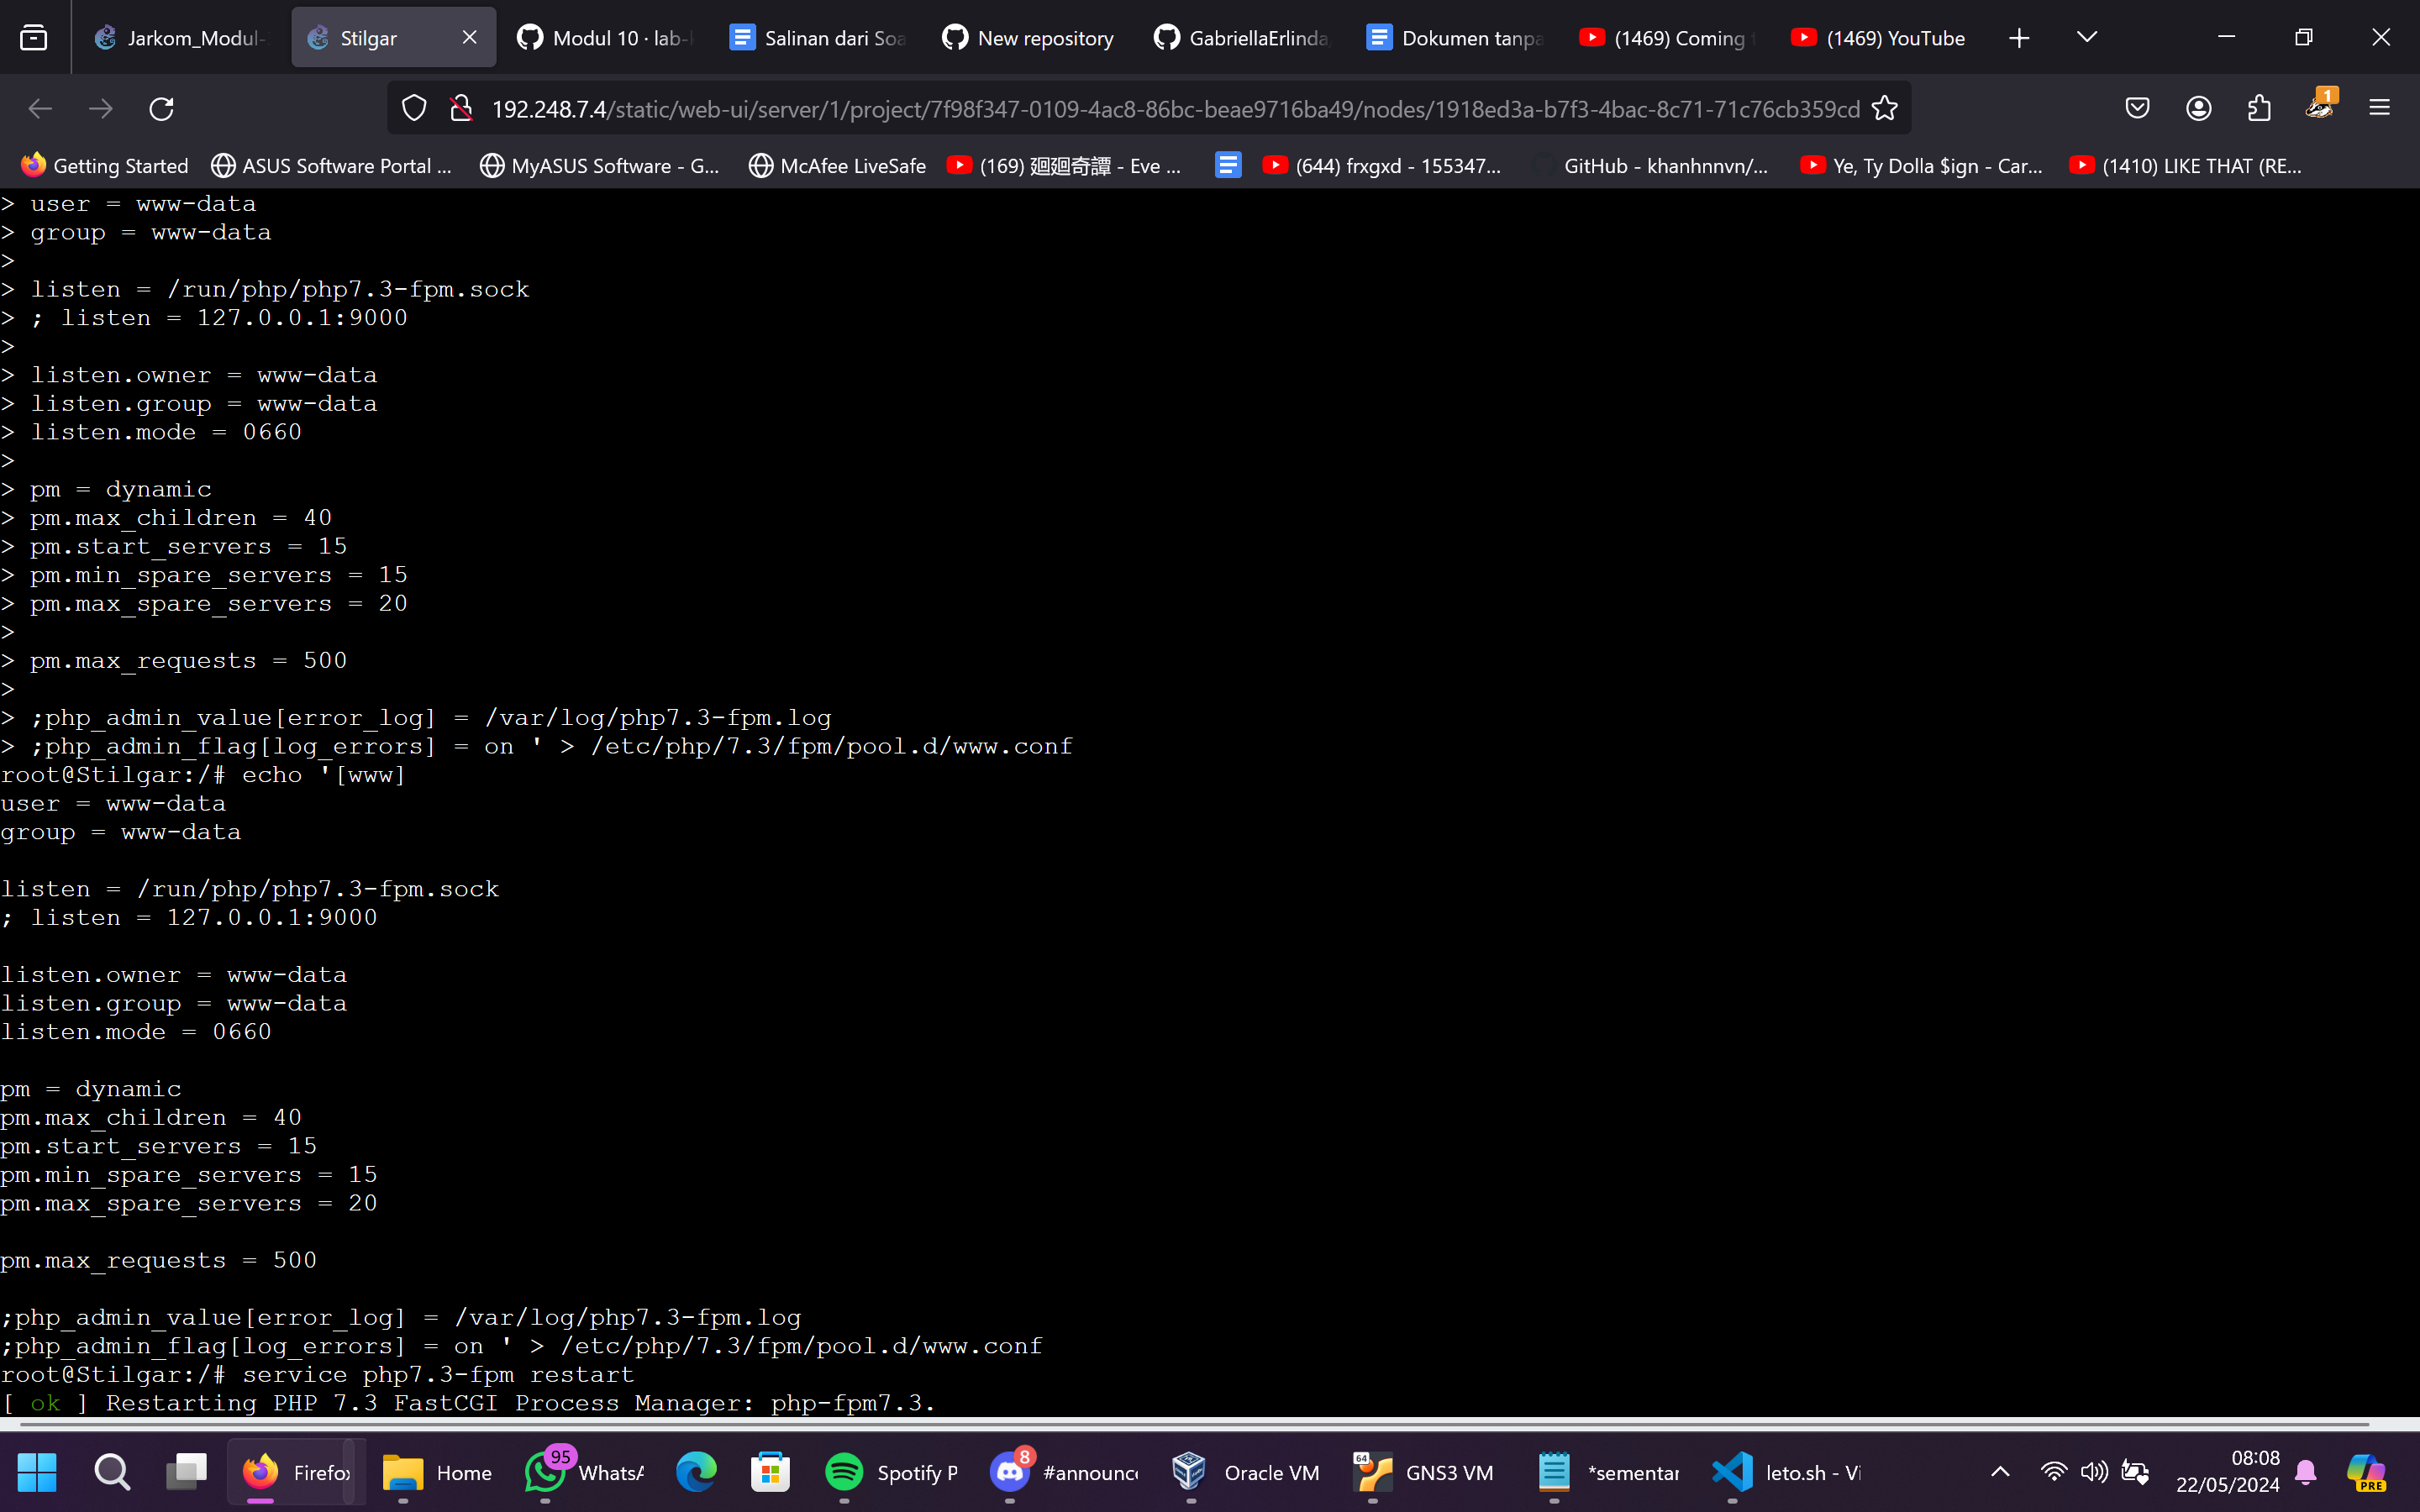 Jarkom_Modul-
Stilgar
Modul 10 · lab-
Salinan dari Soa
New repository
GabriellaErlinda
Dokumen tanpa
(1469) Coming
(1469) YouTube
192.248.7.4/static/web-ui/server/1/project/7f98f347-0109-4ac8-86bc-beae9716ba49/nodes/1918ed3a-b7f3-4bac-8c71-71c76cb359cd
1
Getting Started
ASUS Software Portal ...
MyASUS Software - G...
McAfee LiveSafe
(169) 廻廻奇譚 - Eve ...
(644) frxgxd - 155347...
GitHub - khanhnnvn/...
Ye, Ty Dolla $ign - Car...
(1410) LIKE THAT (RE...
> user = www-data
> group = www-data
>
> listen = /run/php/php7.3-fpm.sock
> ; listen = 127.0.0.1:9000
>
> listen.owner = www-data
> listen.group = www-data
> listen.mode = 0660
>
> pm = dynamic
> pm.max_children = 40
> pm.start_servers = 15
> pm.min_spare_servers = 15
> pm.max_spare_servers = 20
>
> pm.max_requests = 500
>
> ;php_admin_value[error_log] = /var/log/php7.3-fpm.log
> ;php_admin_flag[log_errors] = on ' > /etc/php/7.3/fpm/pool.d/www.conf
root@Stilgar:/# echo '[www]
user = www-data
group = www-data
listen = /run/php/php7.3-fpm.sock
; listen = 127.0.0.1:9000
listen.owner = www-data
listen.group = www-data
listen.mode = 0660
pm = dynamic
pm.max_children = 40
pm.start_servers = 15
pm.min_spare_servers = 15
pm.max_spare_servers = 20
pm.max_requests = 500
;php_admin_value[error_log] = /var/log/php7.3-fpm.log
;php_admin_flag[log_errors] = on ' > /etc/php/7.3/fpm/pool.d/www.conf
root@Stilgar:/# service php7.3-fpm restart
[ ok ] Restarting PHP 7.3 FastCGI Process Manager: php-fpm7.3.
Firefo
Home
95
WhatsA
Spotify P
8
#announc
Oracle VM
64
GNS3 VM
*sementar
leto.sh - Vi
08:08
22/05/2024
PRE